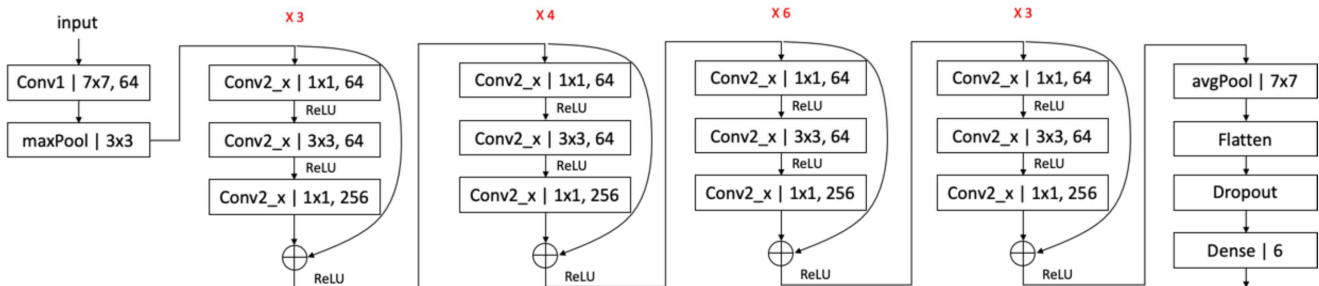 input
Conv1 | 7x7, 64
maxPool | 3x3
X 3
Conv2_x | 1x1, 64
ReLU
Conv2_x | 3x3, 64
ReLU
Conv2_x | 1x1, 256
ReLU
X 4
Conv2_x | 1x1, 64
ReLU
Conv2_x | 3x3, 64
ReLU
Conv2_x | 1x1, 256
ReLU
X 6
Conv2_x | 1x1, 64
ReLU
Conv2_x | 3x3, 64
ReLU
Conv2_x | 1x1, 256
ReLU
X 3
Conv2_x | 1x1, 64
ReLU
Conv2_x | 3x3, 64
ReLU
Conv2_x | 1x1, 256
ReLU
avgPool | 7x7
Flatten
Dropout
Dense | 6